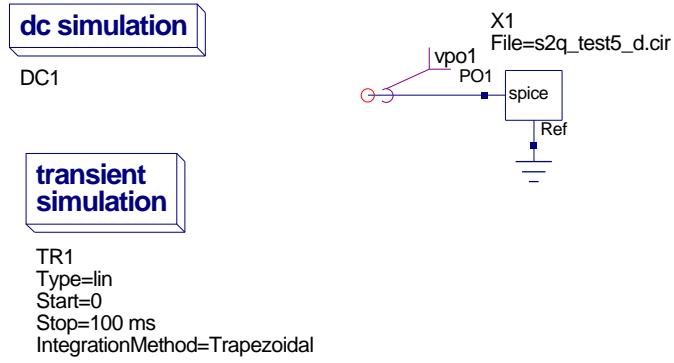 dc simulation
DC1
X1
File=s2q_test5_d.cir
vpo1
PO1
spice
Ref
transient
simulation
TR1
Type=lin
Start=0
Stop=100 ms
IntegrationMethod=Trapezoidal